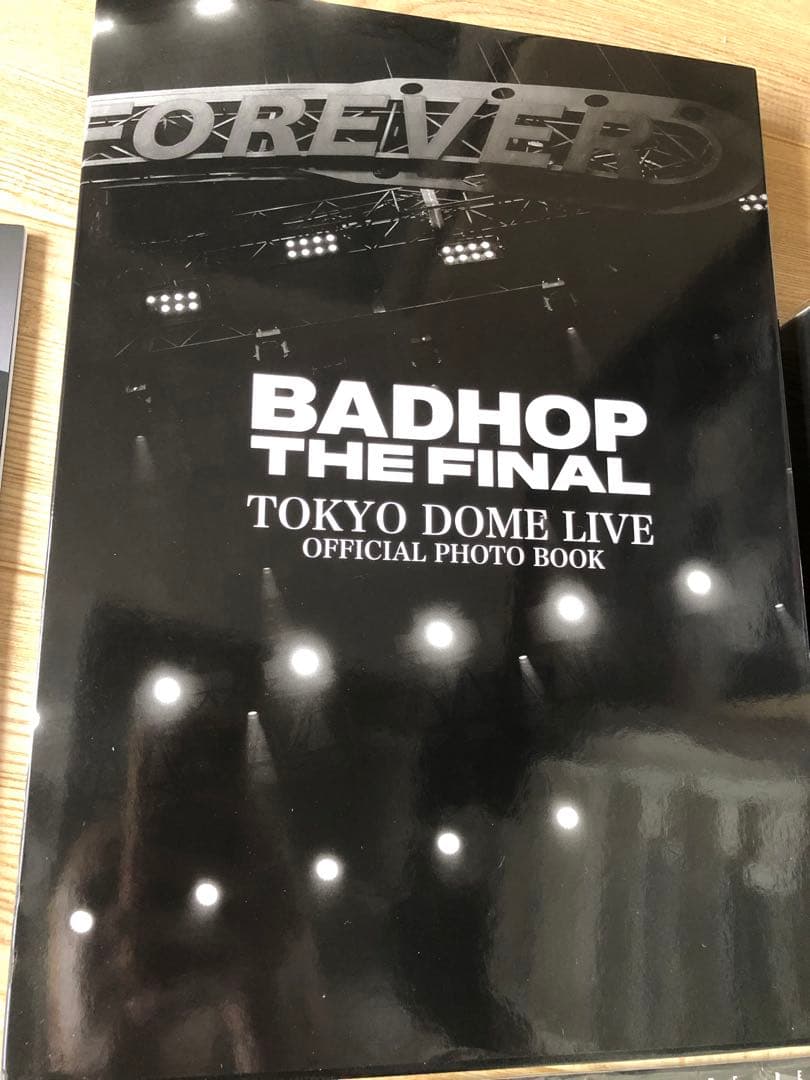 FOREVER
BADHOP
THE FINAL
TOKYO DOME LIVE
OFFICIAL PHOTO BOOK